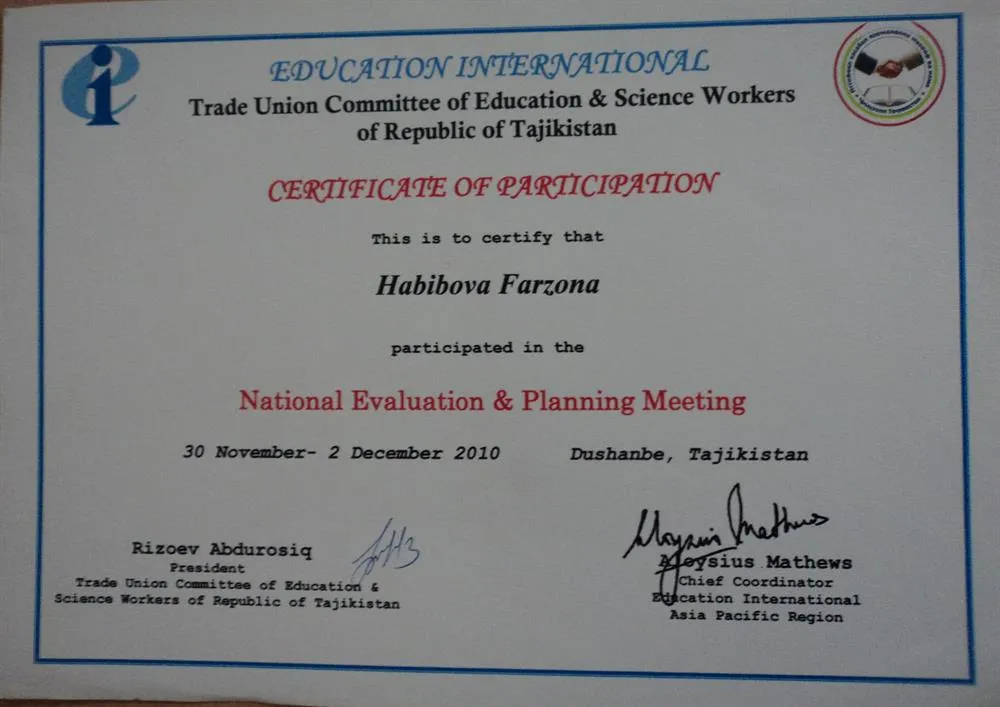 EDUCATION INTERNATIONAL
Trade Union Committee of Education & Science Workers
of Republic of Tajikistan
CERTIFICATE OF PARTICIPATION
This is to certify that
Habibova Farzona
participated in the
National Evaluation & Planning Meeting
30 November- 2 December 2010 Dushanbe, Tajikistan
Rizoev Abdurosiq
President
Trade Union Committee of Education &
Science Workers of Republic of Tajikistan
Aloysius Mathews
Aloysius Mathews
Chief Coordinator
Education International
Asia Pacific Region